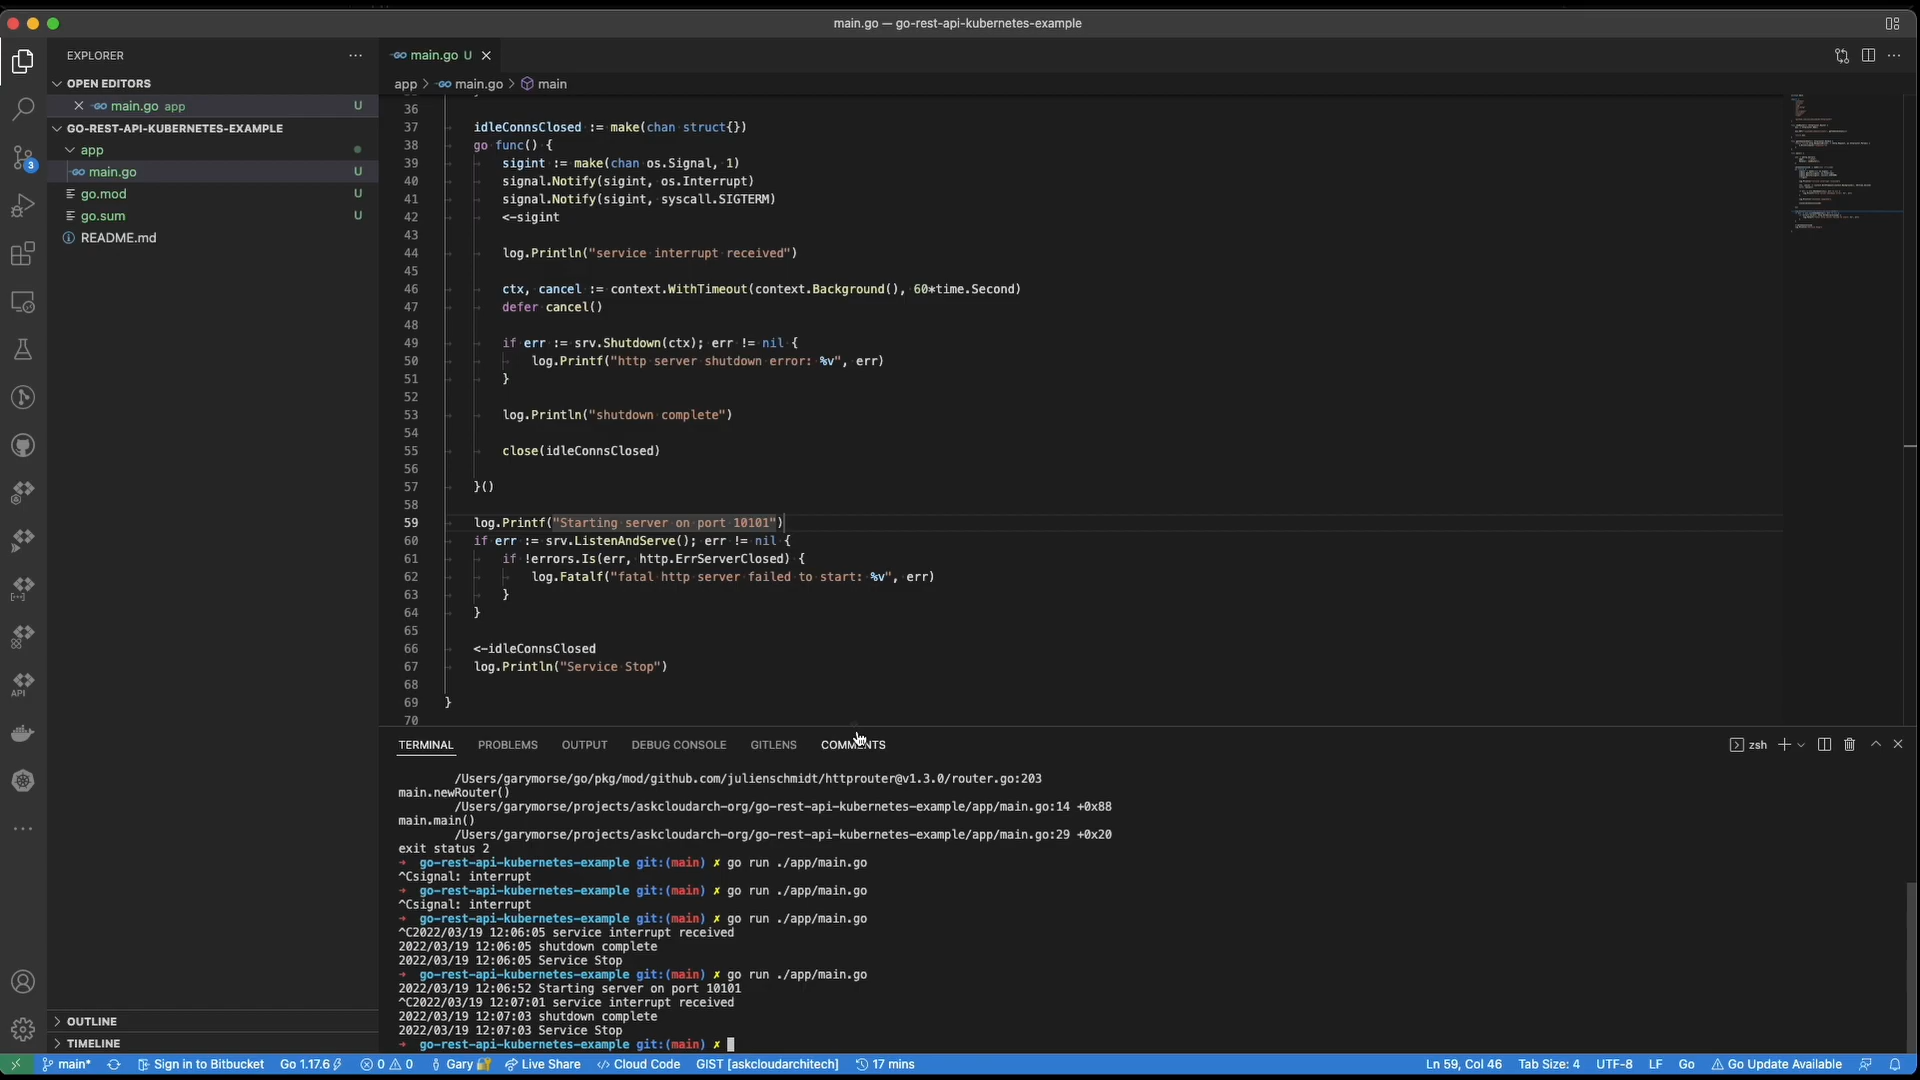 main.go — go-rest-api-kubernetes-example
EXPLORER
OPEN EDITORS
main.go app U
GO-REST-API-KUBERNETES-EXAMPLE
app
main.go U
go.mod U
go.sum U
README.md
OUTLINE
TIMELINE
3
API
main.go U
app > main.go > main
36
37 idleConnsClosed := make(chan struct{})
38 go func() {
39 sigint := make(chan os.Signal, 1)
40 signal.Notify(sigint, os.Interrupt)
41 signal.Notify(sigint, syscall.SIGTERM)
42 <-sigint
43
44 log.Println("service interrupt received")
45
46 ctx, cancel := context.WithTimeout(context.Background(), 60*time.Second)
47 defer cancel()
48
49 if err := srv.Shutdown(ctx); err != nil {
50 log.Printf("http server shutdown error: %v", err)
51 }
52
53 log.Println("shutdown complete")
54
55 close(idleConnsClosed)
56
57 }()
58
59 log.Printf("Starting server on port 10101")
60 if err := srv.ListenAndServe(); err != nil {
61 if !errors.Is(err, http.ErrServerClosed) {
62 log.Fatalf("fatal http server failed to start: %v", err)
63 }
64 }
65
66 <-idleConnsClosed
67 log.Println("Service Stop")
68
69 }
70
TERMINAL PROBLEMS OUTPUT DEBUG CONSOLE GITLENS COMMENTS
zsh
/Users/garymorse/go/pkg/mod/github.com/julienschmidt/httprouter@v1.3.0/router.go:203
main.newRouter()
/Users/garymorse/projects/askcloudarch-org/go-rest-api-kubernetes-example/app/main.go:14 +0x88
main.main()
/Users/garymorse/projects/askcloudarch-org/go-rest-api-kubernetes-example/app/main.go:29 +0x20
exit status 2
→ go-rest-api-kubernetes-example git:(main) ✗ go run ./app/main.go
^Csignal: interrupt
→ go-rest-api-kubernetes-example git:(main) ✗ go run ./app/main.go
^Csignal: interrupt
→ go-rest-api-kubernetes-example git:(main) ✗ go run ./app/main.go
^C2022/03/19 12:06:05 service interrupt received
2022/03/19 12:06:05 shutdown complete
2022/03/19 12:06:05 Service Stop
→ go-rest-api-kubernetes-example git:(main) ✗ go run ./app/main.go
2022/03/19 12:06:52 Starting server on port 10101
^C2022/03/19 12:07:01 service interrupt received
2022/03/19 12:07:03 shutdown complete
2022/03/19 12:07:03 Service Stop
→ go-rest-api-kubernetes-example git:(main) ✗
main* Sign in to Bitbucket Go 1.17.6 0 0 Gary Live Share Cloud Code GIST [askcloudarchitech] 17 mins Ln 59, Col 46 Tab Size: 4 UTF-8 LF Go Go Update Available